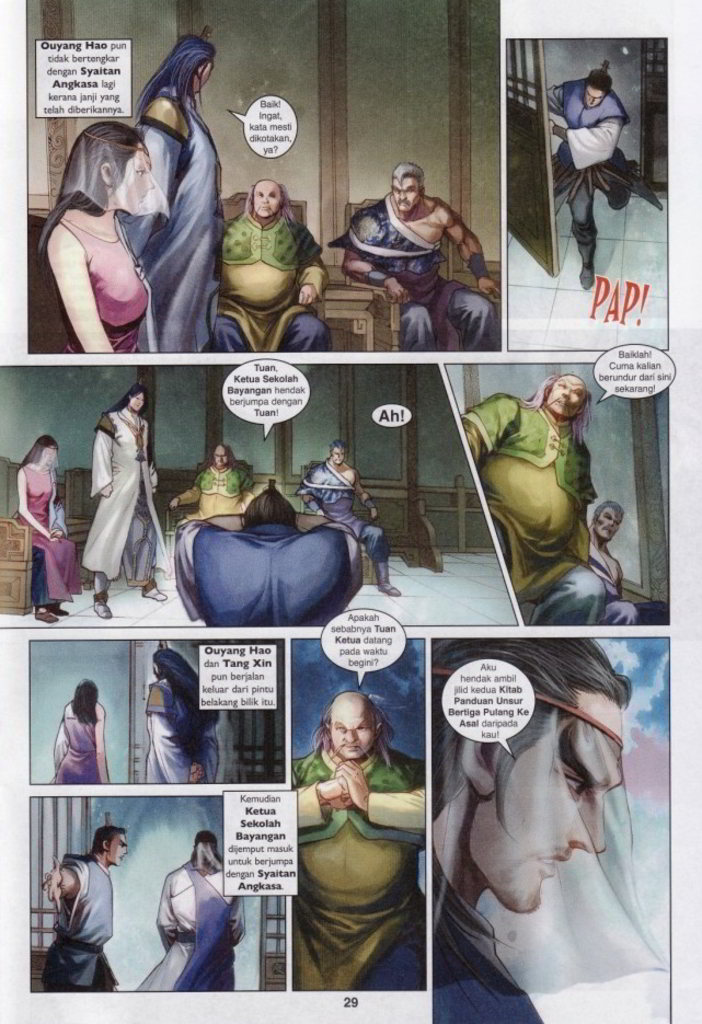 Ouyang Hao pun
tidak bertengkar
dengan Syaitan
Angkasa lagi
kerana janji yang
telah diberikannya.
Baik!
Ingat,
kata mesti
dikotakan,
ya?
PAP!
Tuan,
Ketua Sekolah
Bayangan hendak
berjumpa dengan
Tuan!
Ah!
Baiklah!
Cuma kalian
berundur dari sini
sekarang!
Ouyang Hao
dan Tang Xin
pun berjalan
keluar dari pintu
belakang bilik itu.
Apakah
sebabnya Tuan
Ketua datang
pada waktu
begini?
Aku
hendak ambil
jilid kedua Kitab
Panduan Unsur
Bertiga Pulang Ke
Asal daripada
kau!
Kemudian
Ketua
Sekolah
Bayangan
dijemput masuk
untuk berjumpa
dengan Syaitan
Angkasa.
29